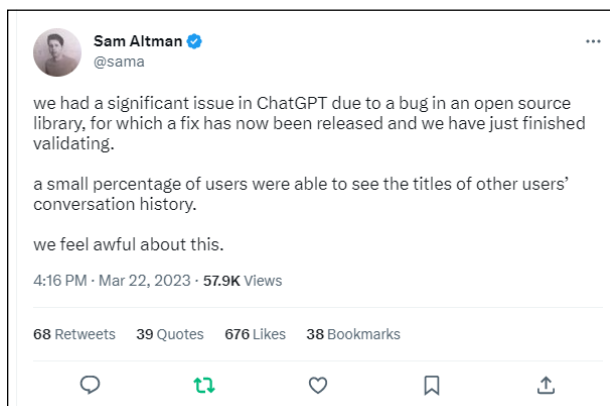 Sam Altman
@sama
we had a significant issue in ChatGPT due to a bug in an open source
library, for which a fix has now been released and we have just finished
validating.
a small percentage of users were able to see the titles of other users'
conversation history.
we feel awful about this.
4:16 PM · Mar 22, 2023 · 57.9K Views
68 Retweets 39 Quotes 676 Likes 38 Bookmarks